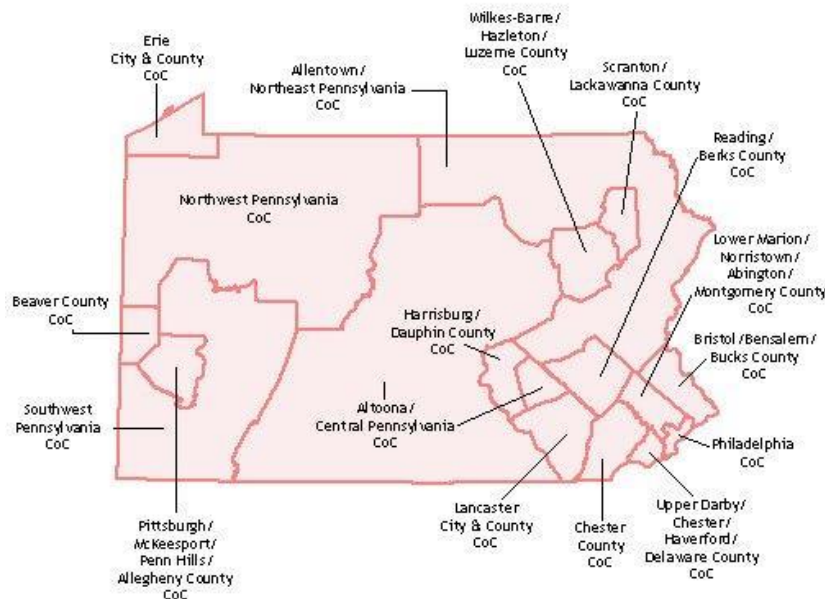 Erie
City & County
CoC
Allentown /
Northeast Pennsylvania
CoC
Wilkes-Barre /
Hazleton /
Luzerne County
CoC
Scranton /
Lackawanna County
CoC
Reading /
Berks County
CoC
Northwest Pennsylvania
CoC
Lower Marion /
Norristown /
Abington /
Montgomery County
CoC
Beaver County
CoC
Harrisburg /
Dauphin County
CoC
Bristol / Bensalem /
Bucks County
CoC
Southwest
Pennsylvania
CoC
Altoona /
Central Pennsylvania
CoC
Philadelphia
CoC
Pittsburgh /
McKeesport /
Penn Hills /
Allegheny County
CoC
Lancaster
City & County
CoC
Chester
County
CoC
Upper Darby /
Chester /
Haverford /
Delaware County
CoC